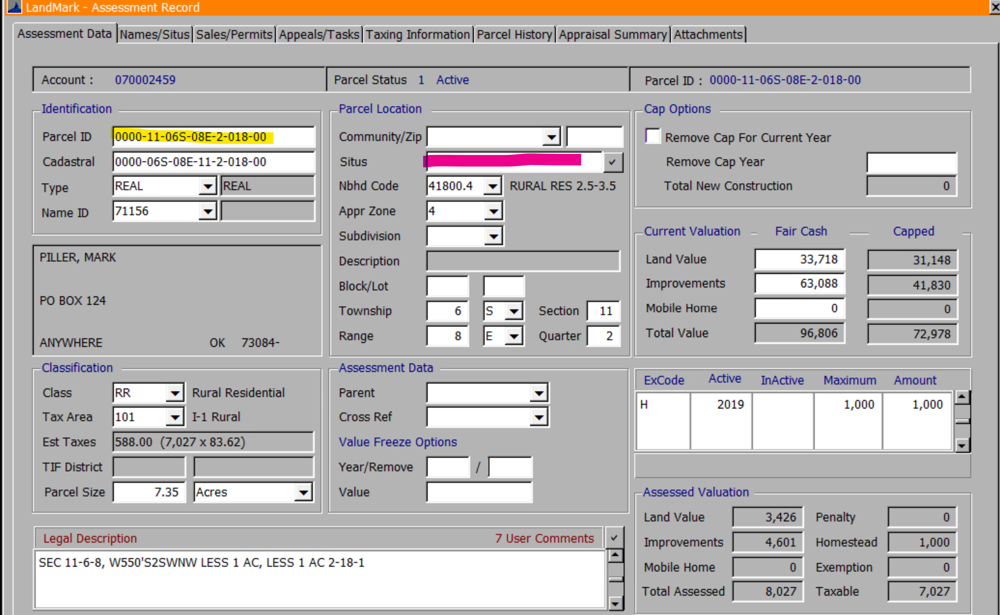 LandMark - Assessment Record
Assessment Data Names/Situs Sales/Permits Appeals/Tasks Taxing Information Parcel History Appraisal Summary Attachments
Account : 070002459 Parcel Status 1 Active Parcel ID : 0000-11-06S-08E-2-018-00
Identification
Parcel ID 0000-11-06S-08E-2-018-00
Cadastral 0000-06S-08E-11-2-018-00
Type REAL REAL
Name ID 71156
PILLER, MARK
PO BOX 124
ANYWHERE OK 73084-
Parcel Location
Community/Zip
Situs
Nbhd Code 41800.4 RURAL RES 2.5-3.5
Appr Zone 4
Subdivision
Description
Block/Lot
Township 6 S Section 11
Range 8 E Quarter 2
Cap Options
Remove Cap For Current Year
Remove Cap Year
Total New Construction 0
Current Valuation Fair Cash Capped
Land Value 33,718 31,148
Improvements 63,088 41,830
Mobile Home 0 0
Total Value 96,806 72,978
Classification
Class RR Rural Residential
Tax Area 101 I-1 Rural
Est Taxes 588.00 (7,027 x 83.62)
TIF District
Parcel Size 7.35 Acres
Assessment Data
Parent
Cross Ref
Value Freeze Options
Year/Remove /
Value
ExCode Active InActive Maximum Amount
H 2019 1,000 1,000
Legal Description 7 User Comments
SEC 11-6-8, W550'S2SWNW LESS 1 AC, LESS 1 AC 2-18-1
Assessed Valuation
Land Value 3,426 Penalty 0
Improvements 4,601 Homestead 1,000
Mobile Home 0 Exemption 0
Total Assessed 8,027 Taxable 7,027